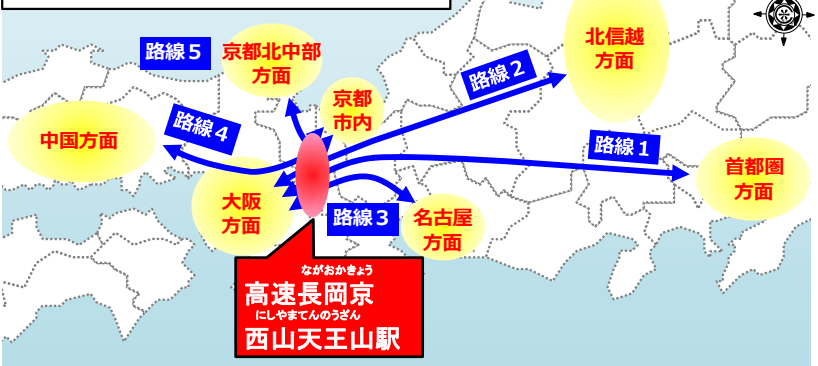 路線５
京都北中部
方面
北信越
方面
路線２
京都
市内
路線４
中国方面
路線１
首都圏
方面
大阪
方面
路線３
名古屋
方面
ながおかきょう
高速長岡京
にしやまてんのうざん
西山天王山駅